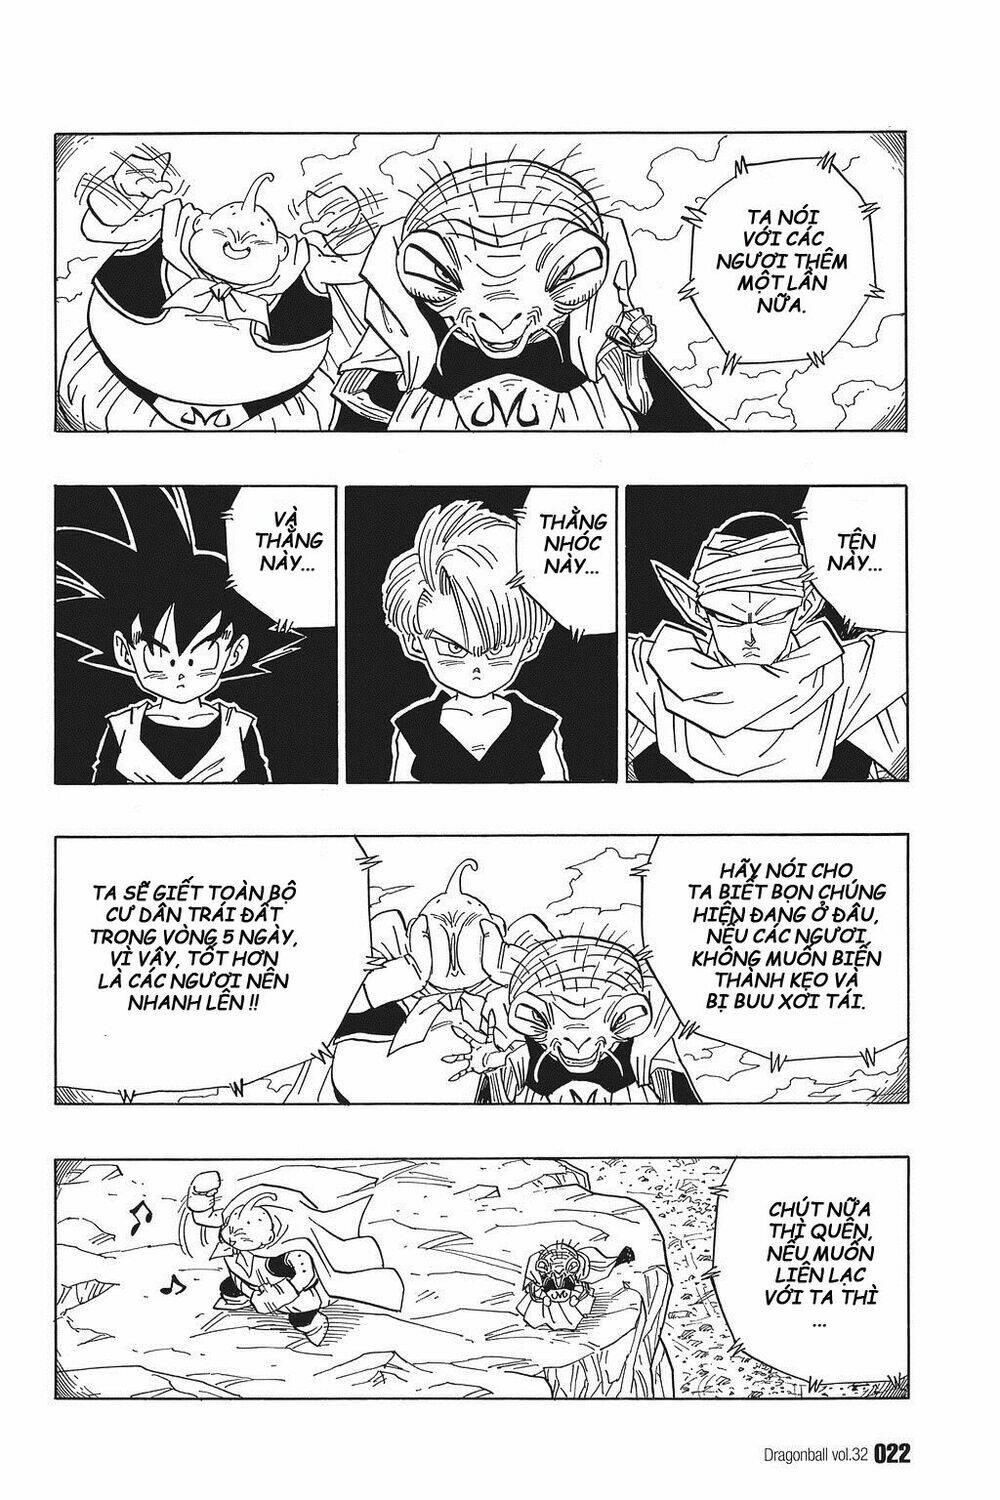 TA NÓI
VỚI CÁC
NGƯƠI THÊM
MỘT LẦN
NỮA.
TÊN
NÀY...
THẰNG
NHÓC
NÀY...
VÀ
THẰNG
NÀY...
HÃY NÓI CHO
TA BIẾT BỌN CHÚNG
HIỆN ĐANG Ở ĐÂU,
NẾU CÁC NGƯƠI
KHÔNG MUỐN BIẾN
THÀNH KẸO VÀ
BỊ BUU XƠI TÁI.
TA SẼ GIẾT TOÀN BỘ
CƯ DÂN TRÁI ĐẤT
TRONG VÒNG 5 NGÀY,
VÌ VẬY, TỐT HƠN
LÀ CÁC NGƯƠI NÊN
NHANH LÊN !!
CHÚT NỮA
THÌ QUÊN,
NẾU MUỐN
LIÊN LẠC
VỚI TA THÌ
...
Dragonball vol.32 022